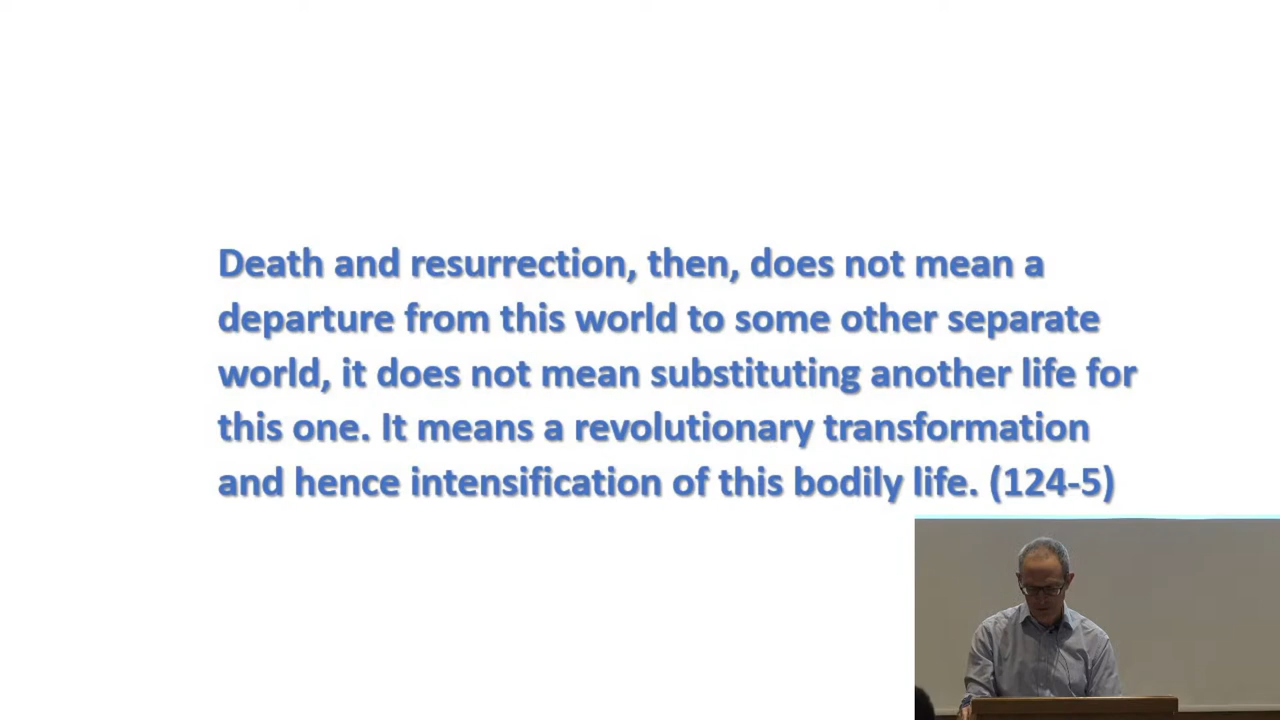 Death and resurrection, then, does not mean a
departure from this world to some other separate
world, it does not mean substituting another life for
this one. It means a revolutionary transformation
and hence intensification of this bodily life. (124-5)